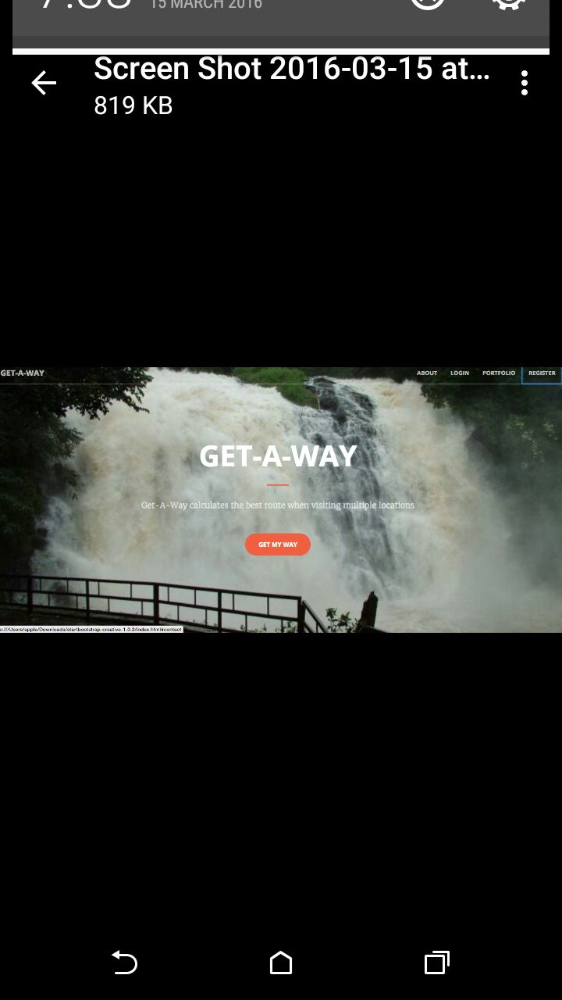 15 MARCH 2016
Screen Shot 2016-03-15 at...
819 KB
GET-A-WAY
ABOUT
LOGIN
PORTFOLIO
REGISTER
GET-A-WAY
Get-A-Way calculates the best route when visiting multiple locations
GET MY WAY
e:///Users/apple/Downloads/startbootstrap-creative-1.0.2/index.html#contact